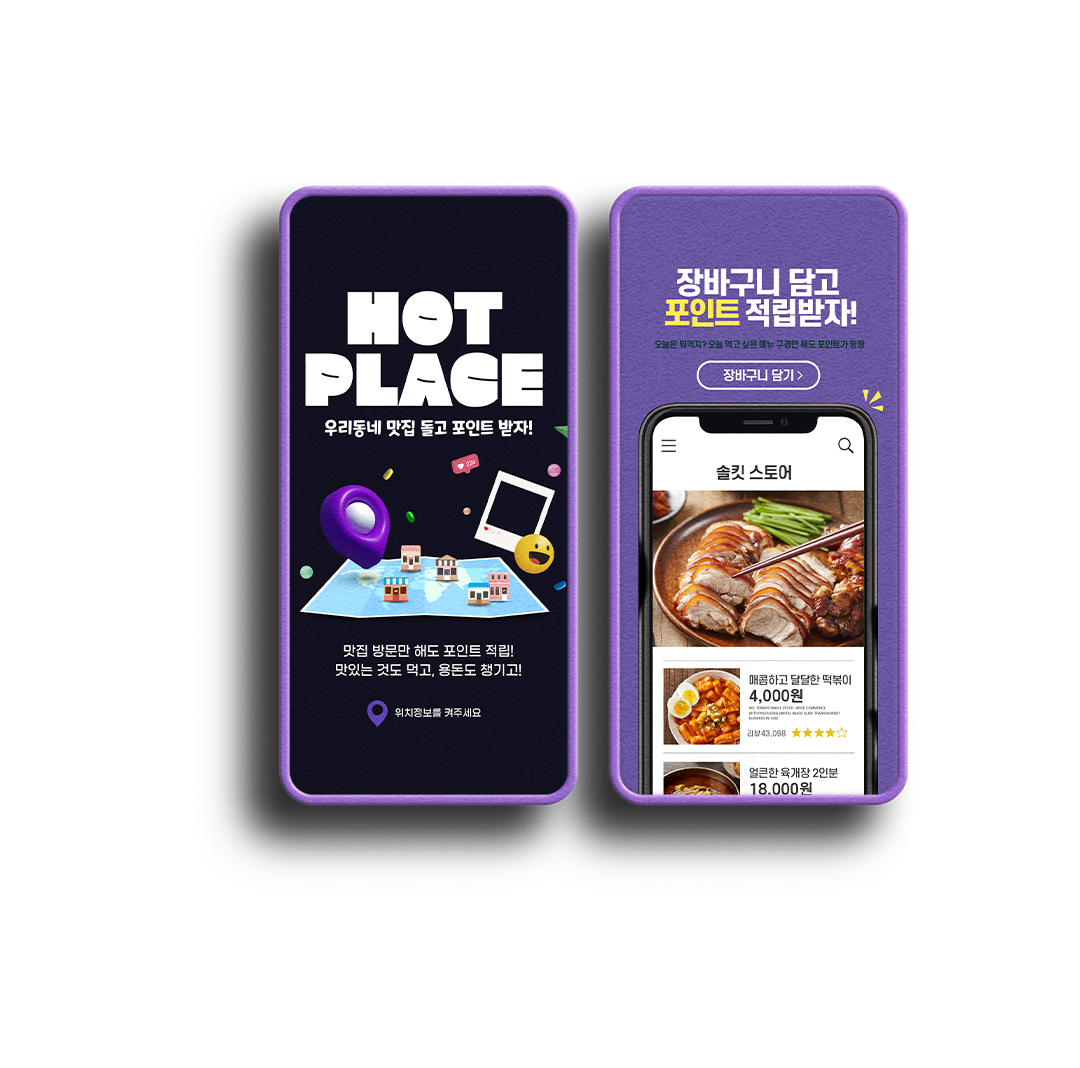 HOT
PLACE
우리동네 맛집 돌고 포인트 받자!
224
맛집 방문만 해도 포인트 적립!
맛있는 것도 먹고, 용돈도 챙기고!
위치정보를 켜주세요
장바구니 담고
포인트 적립받자!
오늘은 뭐먹지? 오늘 먹고 싶은 메뉴 구경만 해도 포인트가 팡팡
장바구니 담기 >
솔킷 스토어
매콤하고 달달한 떡볶이
4,000원
리뷰43,098
얼큰한 육개장 2인분
18,000원